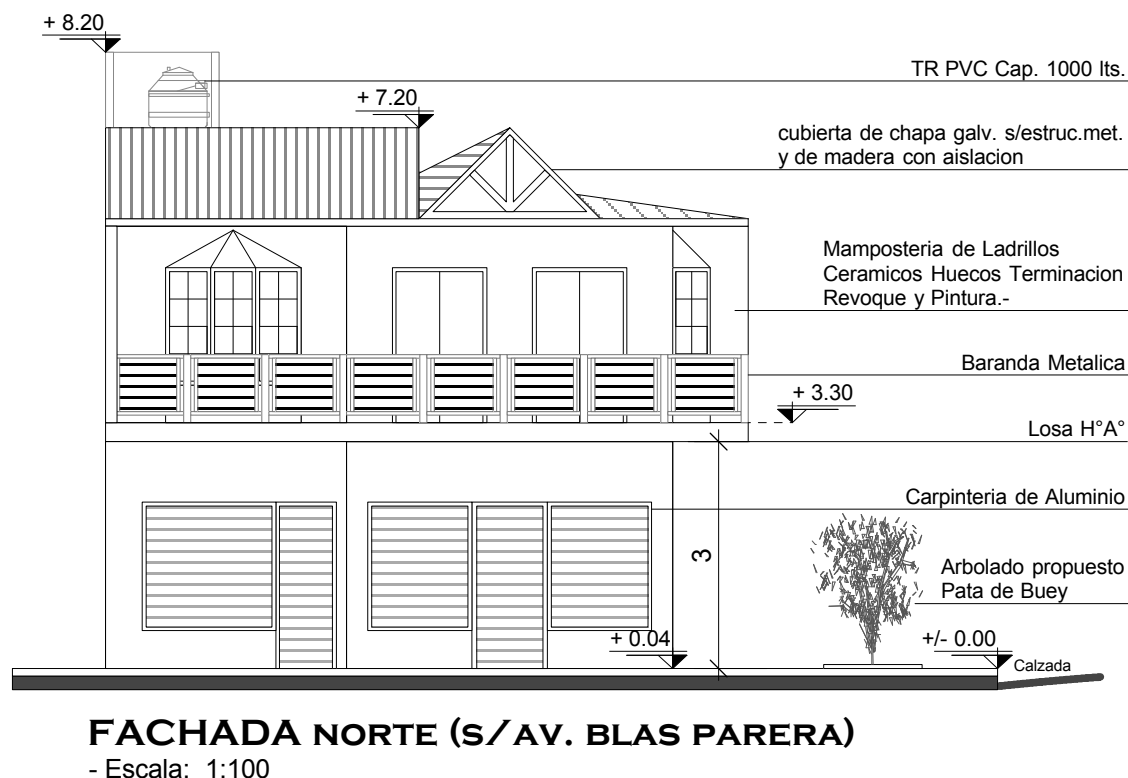 + 8.20
TR PVC Cap. 1000 lts.
+ 7.20
cubierta de chapa galv. s/estruc.met.
y de madera con aislacion
Mamposteria de Ladrillos
Ceramicos Huecos Terminacion
Revoque y Pintura.-
Baranda Metalica
+ 3.30
Losa H°A°
Carpinteria de Aluminio
3
Arbolado propuesto
Pata de Buey
+ 0.04
+/- 0.00
Calzada
FACHADA NORTE (S/AV. BLAS PARERA)
- Escala: 1:100